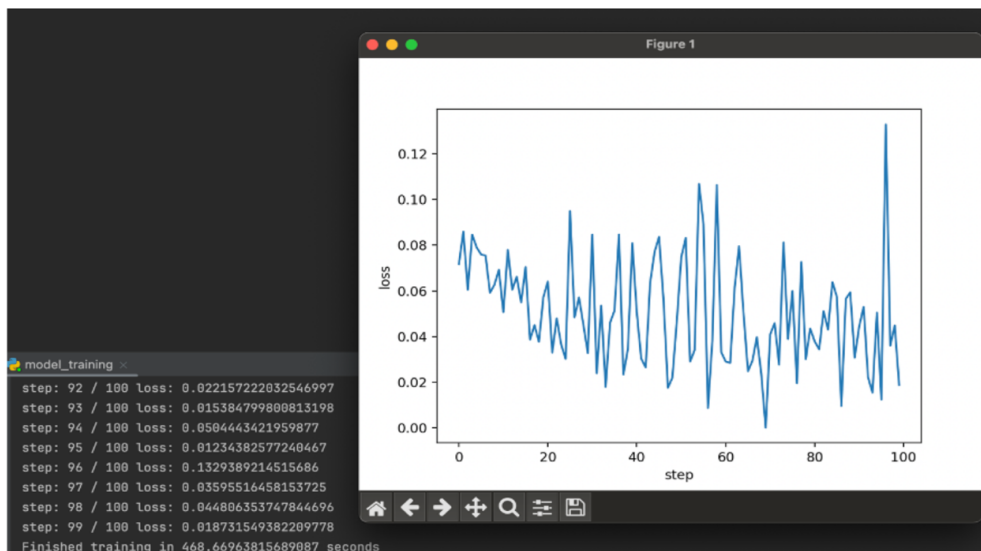 Figure 1
0.12
0.10
0.08
0.06
0.04
0.02
0.00
loss
0 20 40 60 80 100
step
model_training
step: 92 / 100 loss: 0.022157222032546997
step: 93 / 100 loss: 0.015384799800813198
step: 94 / 100 loss: 0.0504443421959877
step: 95 / 100 loss: 0.01234382577240467
step: 96 / 100 loss: 0.1329389214515686
step: 97 / 100 loss: 0.03595516458153725
step: 98 / 100 loss: 0.044806353747844696
step: 99 / 100 loss: 0.018731549382209778
Finished training in 468.66963815689087 seconds